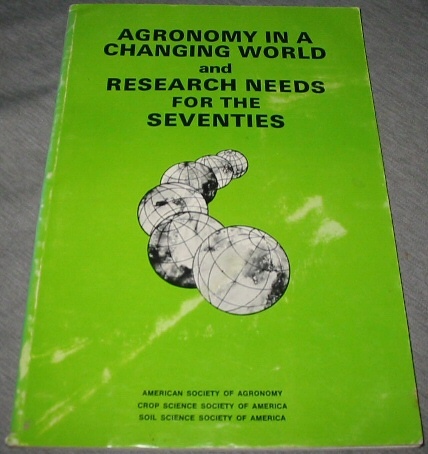 AGRONOMY IN A
CHANGING WORLD
and
RESEARCH NEEDS
FOR THE
SEVENTIES
AMERICAN SOCIETY OF AGRONOMY
CROP SCIENCE SOCIETY OF AMERICA
SOIL SCIENCE SOCIETY OF AMERICA